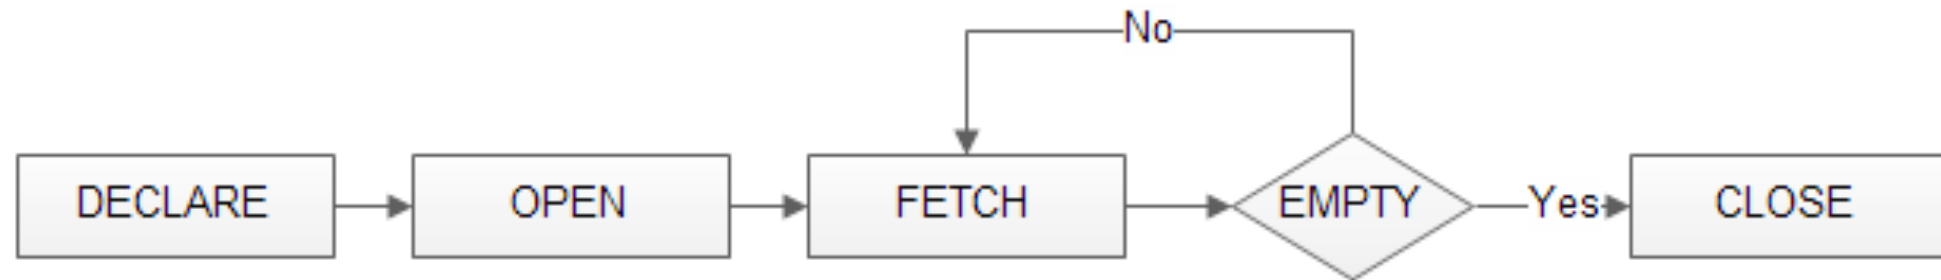 No
DECLARE
OPEN
FETCH
EMPTY
Yes
CLOSE